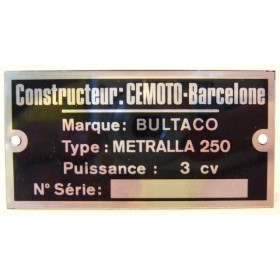 Constructeur: CEMOTO-Barcelone
Marque: BULTACO
Type: METRALLA 250
Puissance: 3 cv
N° Série: